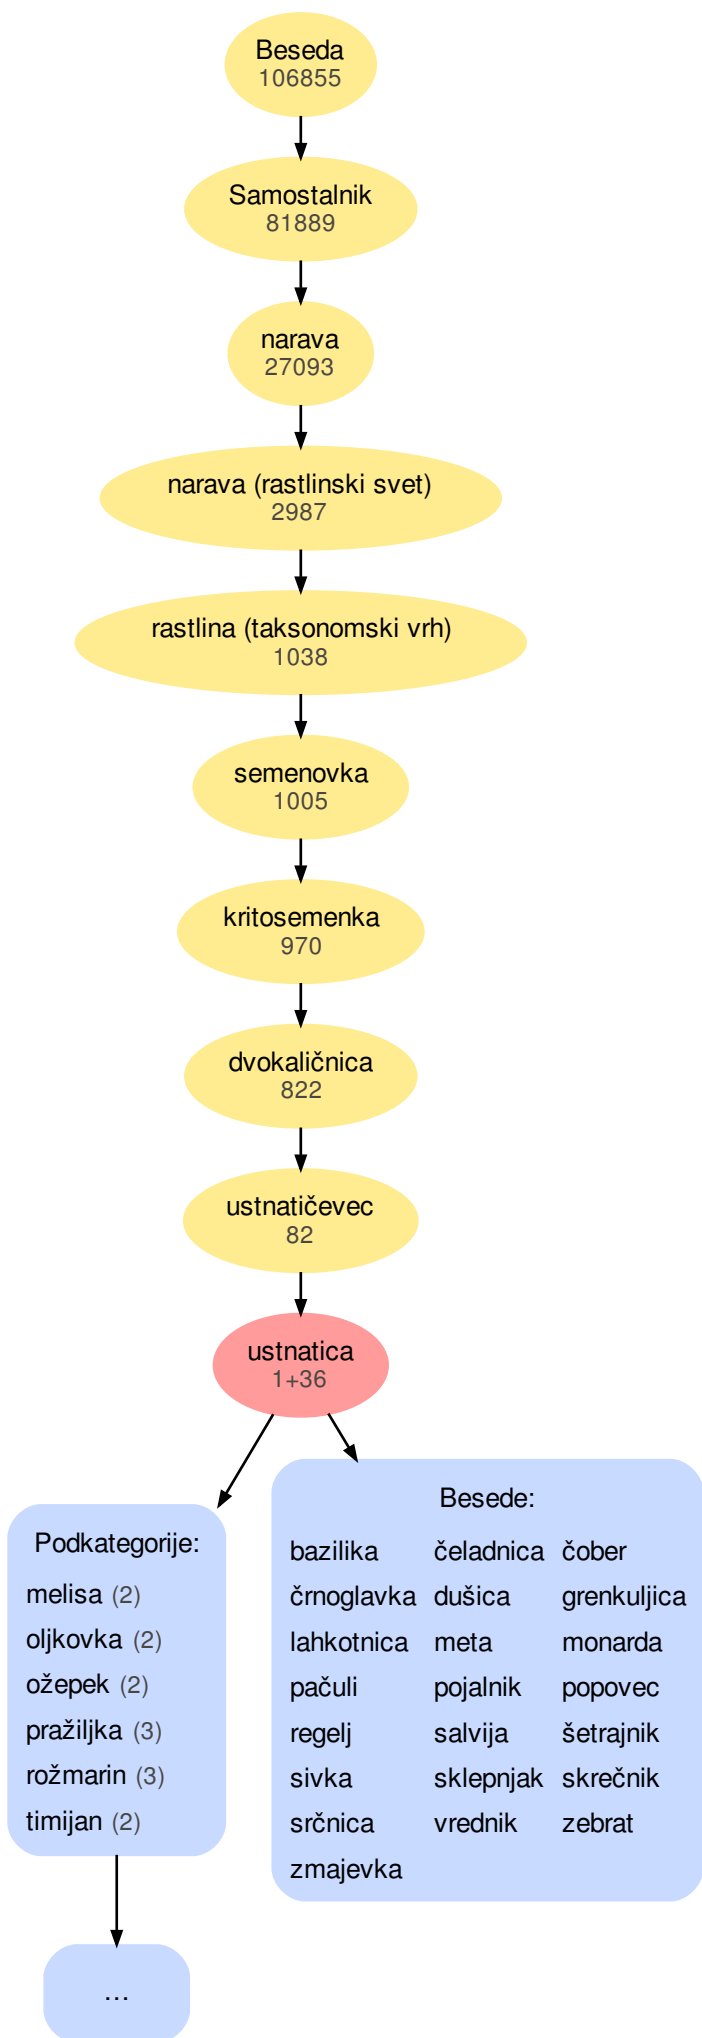 Beseda
106855
Samostalnik
81889
narava
27093
narava (rastlinski svet)
2987
rastlina (taksonomski vrh)
1038
semenovka
1005
kritosemenka
970
dvokaličnica
822
ustnatičevec
82
ustnatica
1+36
Podkategorije:
melisa (2)
oljkovka (2)
ožepek (2)
pražiljka (3)
rožmarin (3)
timijan (2)
...
Besede:
bazilika čeladnica čober
črnoglavka dušica grenkuljica
lahkotnica meta monarda
pačuli pojalnik popovec
regelj salvija šetrajnik
sivka sklepnjak skrečnik
srčnica vrednik zebrat
zmajevka